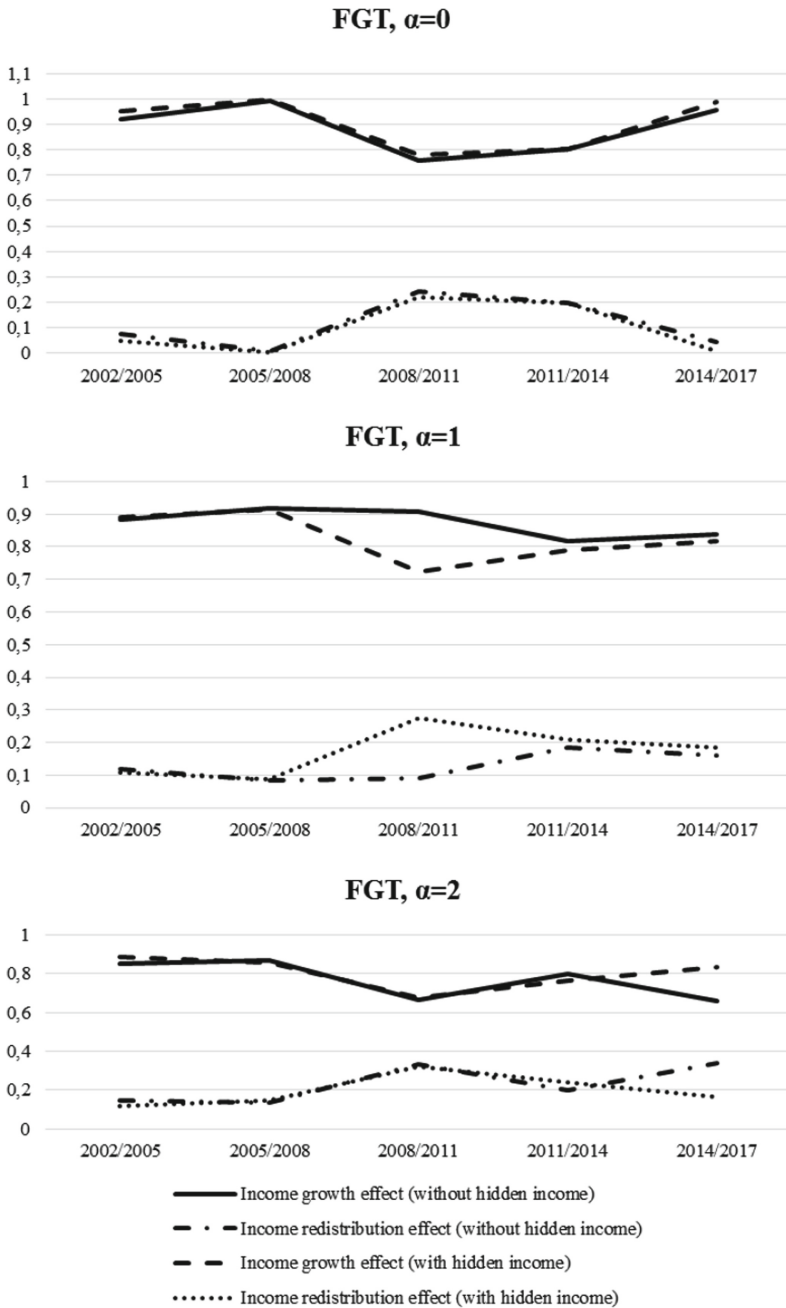 FGT, α=0
1,1
1
0,9
0,8
0,7
0,6
0,5
0,4
0,3
0,2
0,1
0
2002/2005 2005/2008 2008/2011 2011/2014 2014/2017
FGT, α=1
1
0,9
0,8
0,7
0,6
0,5
0,4
0,3
0,2
0,1
0
2002/2005 2005/2008 2008/2011 2011/2014 2014/2017
FGT, α=2
1
0,8
0,6
0,4
0,2
0
2002/2005 2005/2008 2008/2011 2011/2014 2014/2017
Income growth effect (without hidden income)
Income redistribution effect (without hidden income)
Income growth effect (with hidden income)
Income redistribution effect (with hidden income)